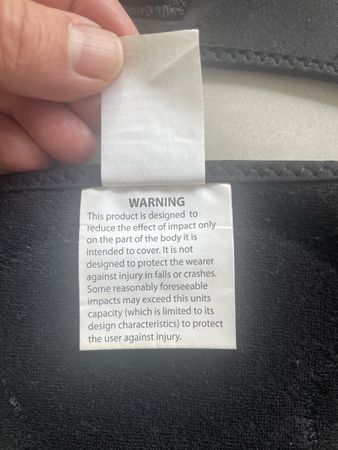 WARNING
This product is designed to
reduce the effect of impact only
on the part of the body it is
intended to cover. It is not
designed to protect the wearer
against injury in falls or crashes.
Some reasonably foreseeable
impacts may exceed this units
capacity (which is limited to its
design characteristics) to protect
the user against injury.